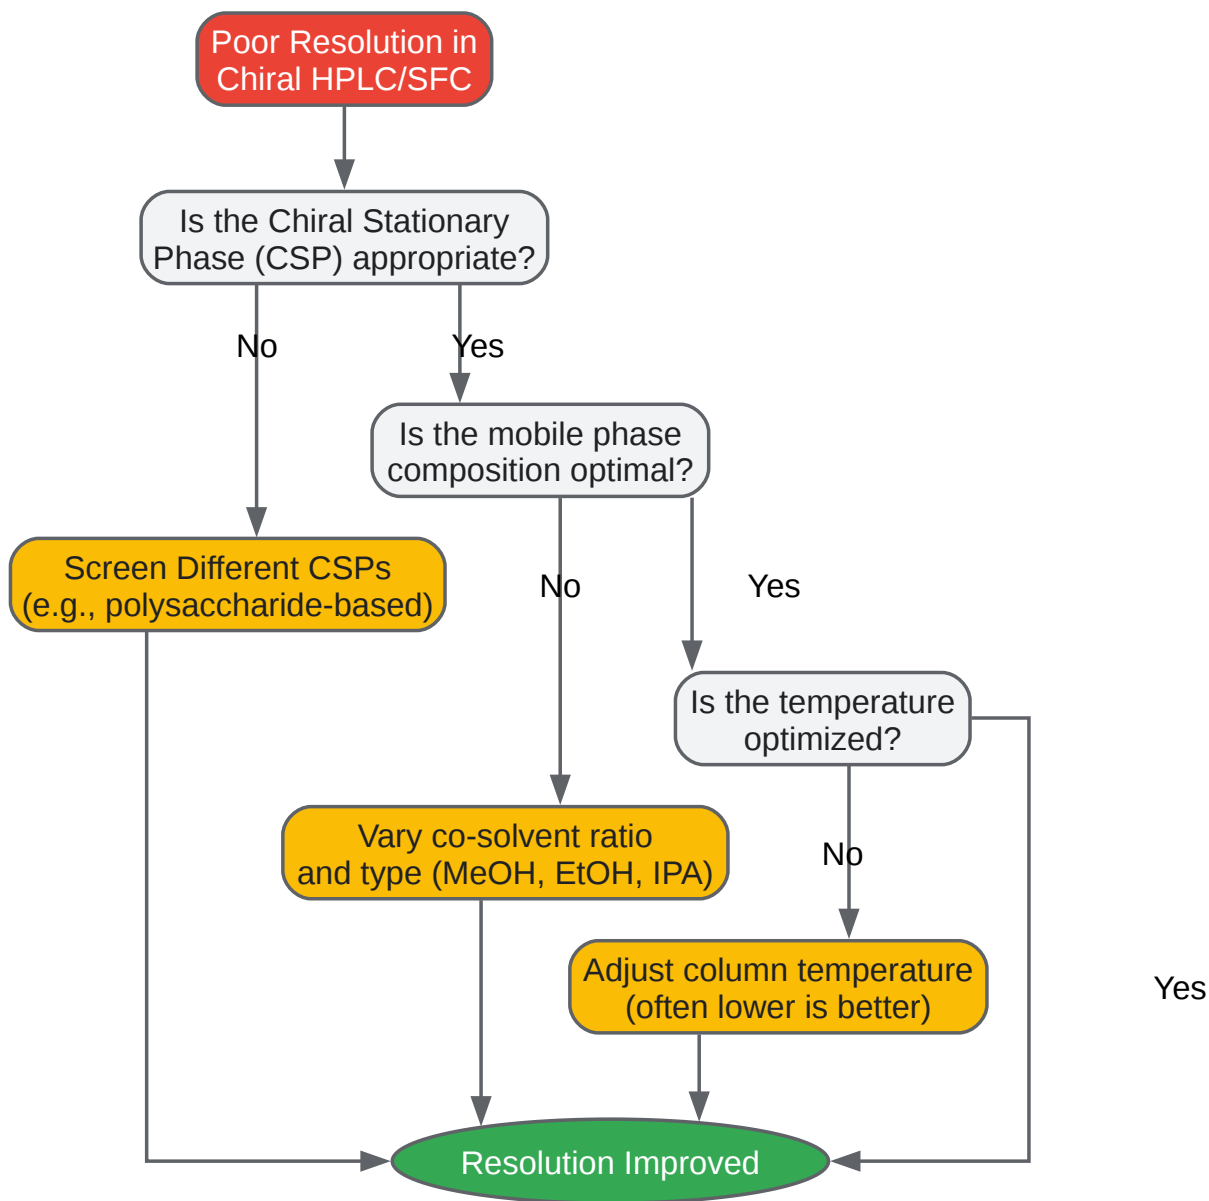 Poor Resolution in
Chiral HPLC/SFC
Is the Chiral Stationary
Phase (CSP) appropriate?
No
Yes
Is the mobile phase
composition optimal?
Screen Different CSPs
(e.g., polysaccharide-based)
No
Yes
Is the temperature
optimized?
Vary co-solvent ratio
and type (MeOH, EtOH, IPA)
No
Adjust column temperature
(often lower is better)
Yes
Resolution Improved